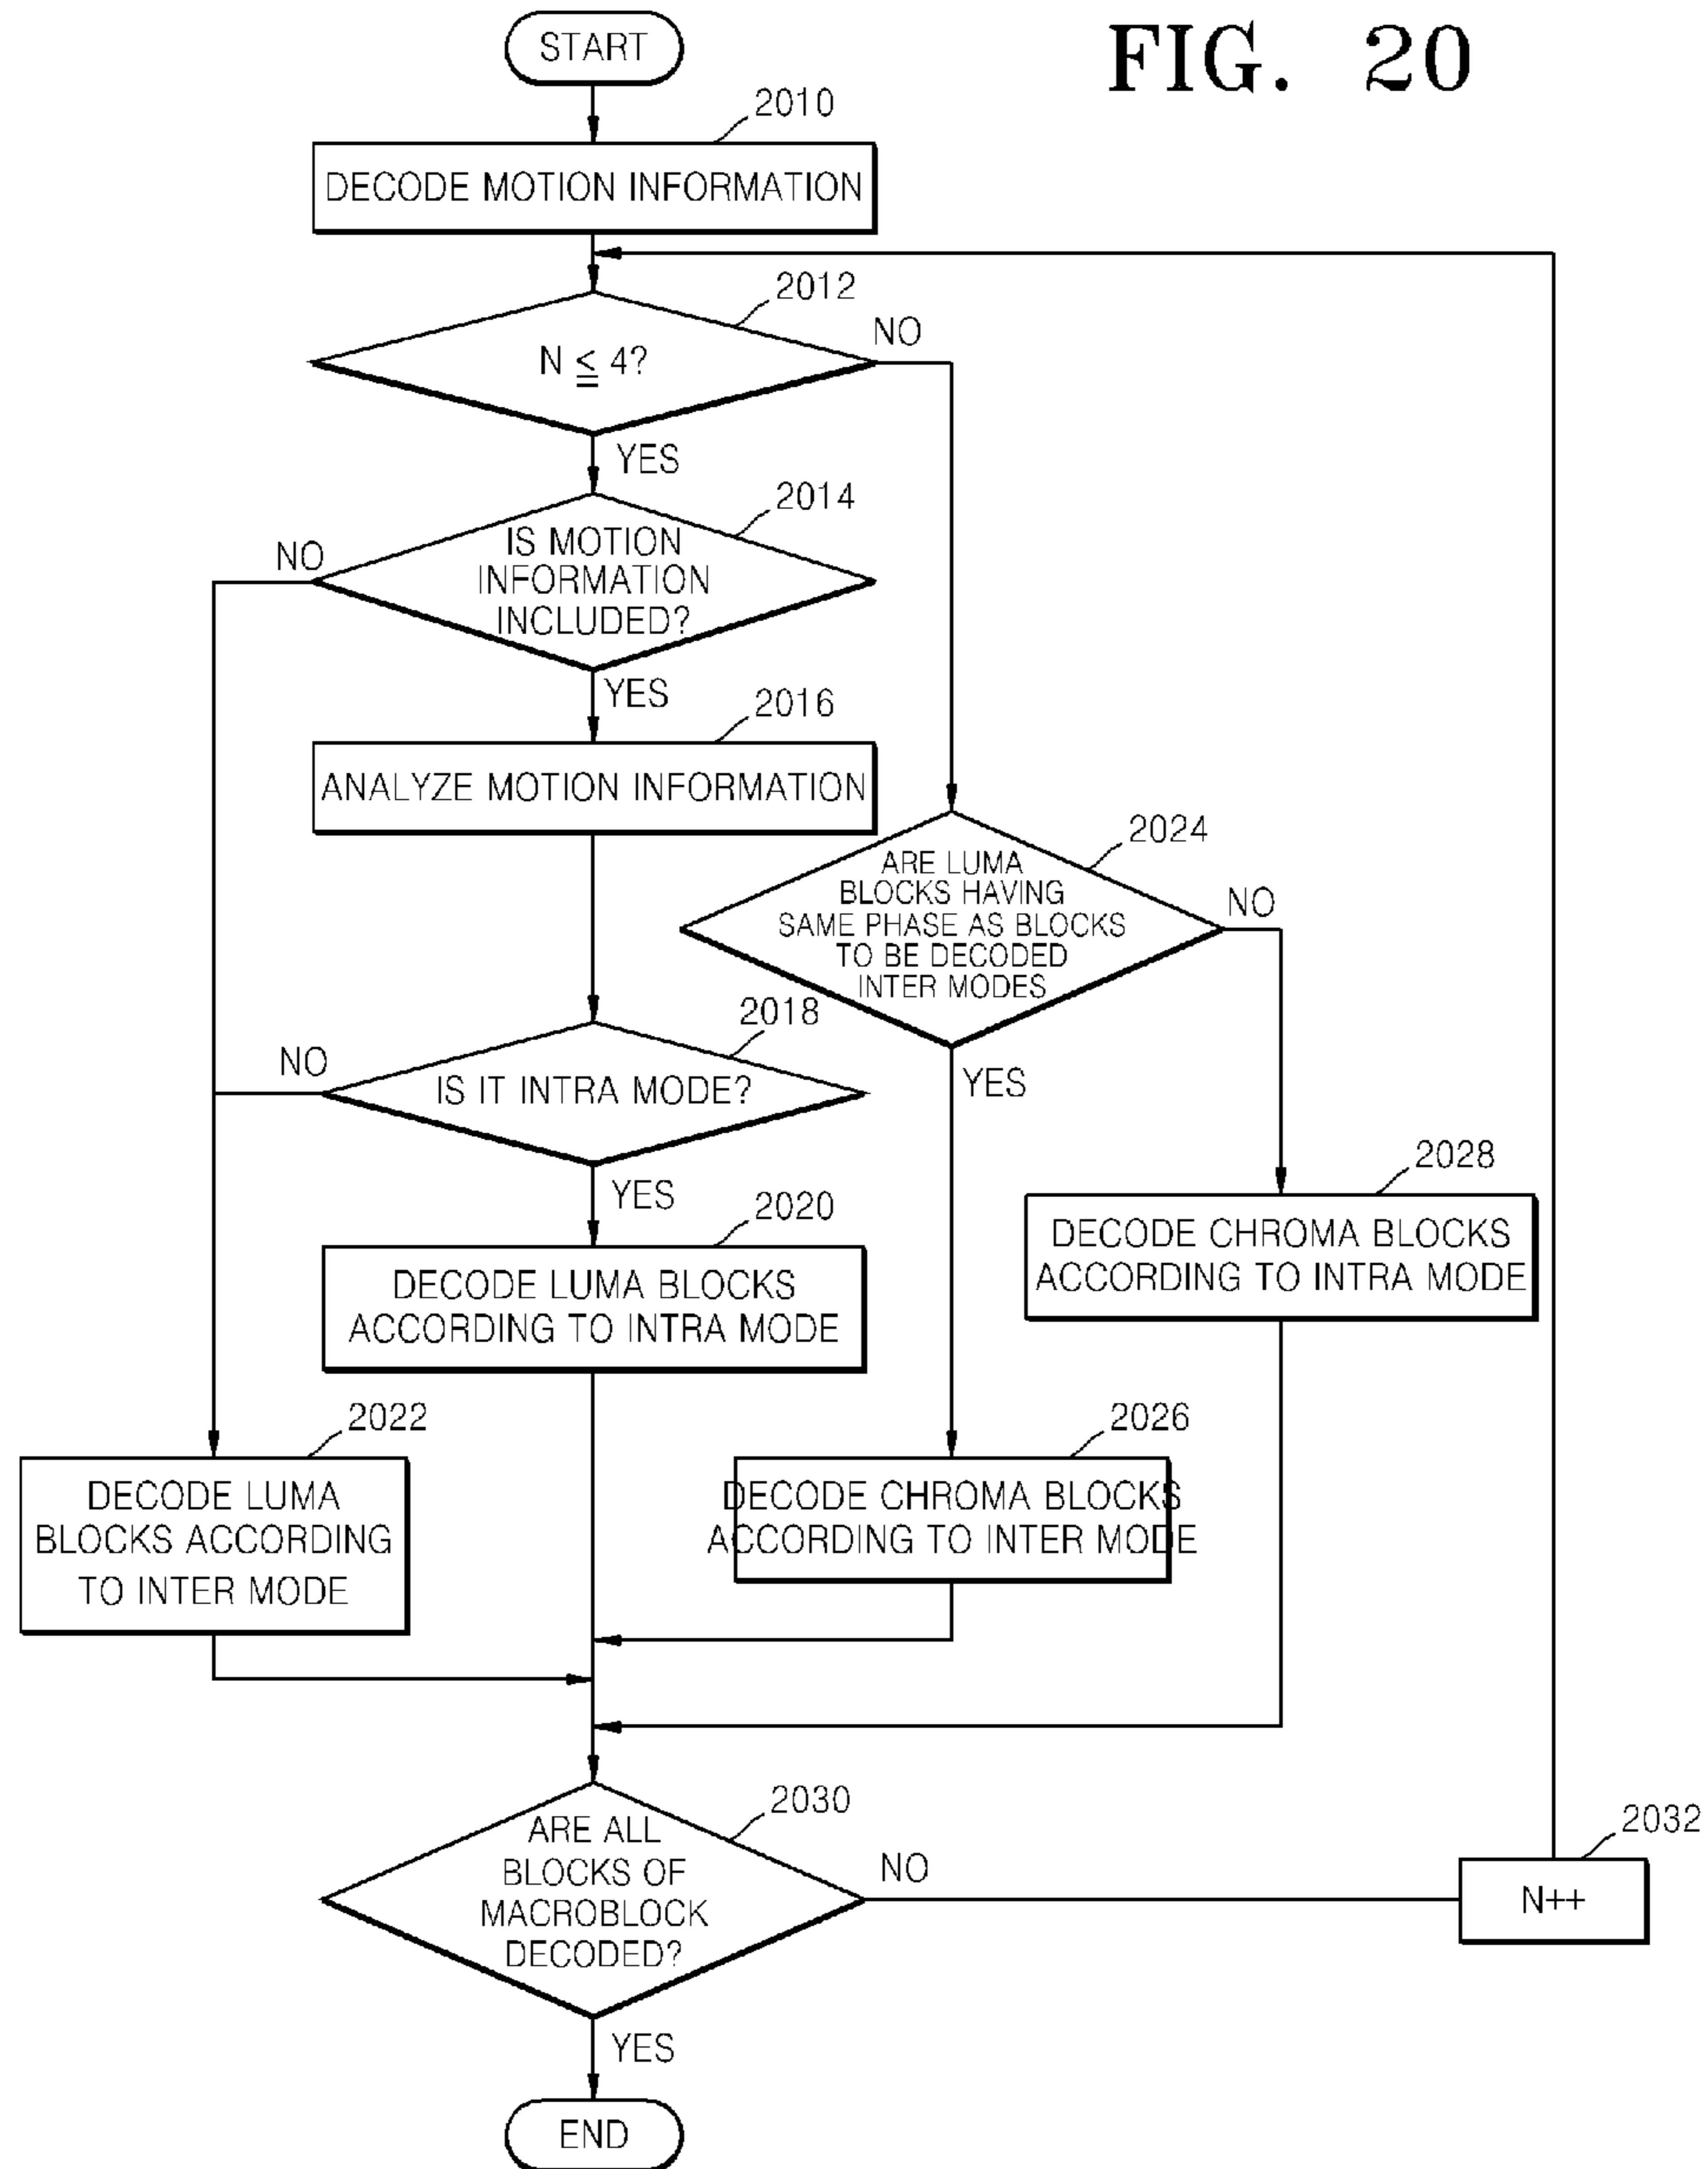 FIG. 20
START
2010
DECODE MOTION INFORMATION
2012
N ≦ 4?
NO
YES
2014
IS MOTION
INFORMATION
INCLUDED?
NO
YES
2016
ANALYZE MOTION INFORMATION
2024
ARE LUMA
BLOCKS HAVING
SAME PHASE AS BLOCKS
TO BE DECODED
INTER MODES
NO
YES
2018
IS IT INTRA MODE?
NO
YES
2028
DECODE CHROMA BLOCKS
ACCORDING TO INTRA MODE
2020
DECODE LUMA BLOCKS
ACCORDING TO INTRA MODE
2022
DECODE LUMA
BLOCKS ACCORDING
TO INTER MODE
2026
DECODE CHROMA BLOCKS
ACCORDING TO INTER MODE
2030
ARE ALL
BLOCKS OF
MACROBLOCK
DECODED?
NO
2032
N++
YES
END